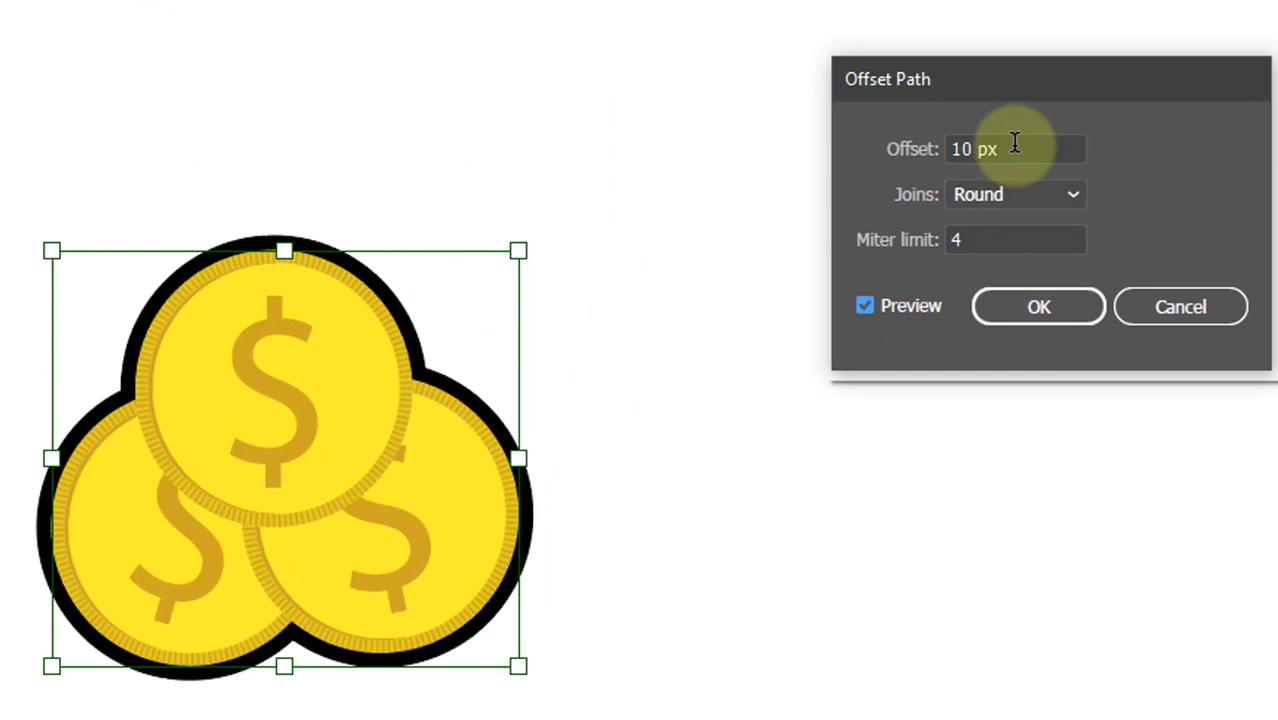 Offset Path
Offset: 10 px
Joins: Round
Miter limit: 4
Preview OK Cancel
$
$ $